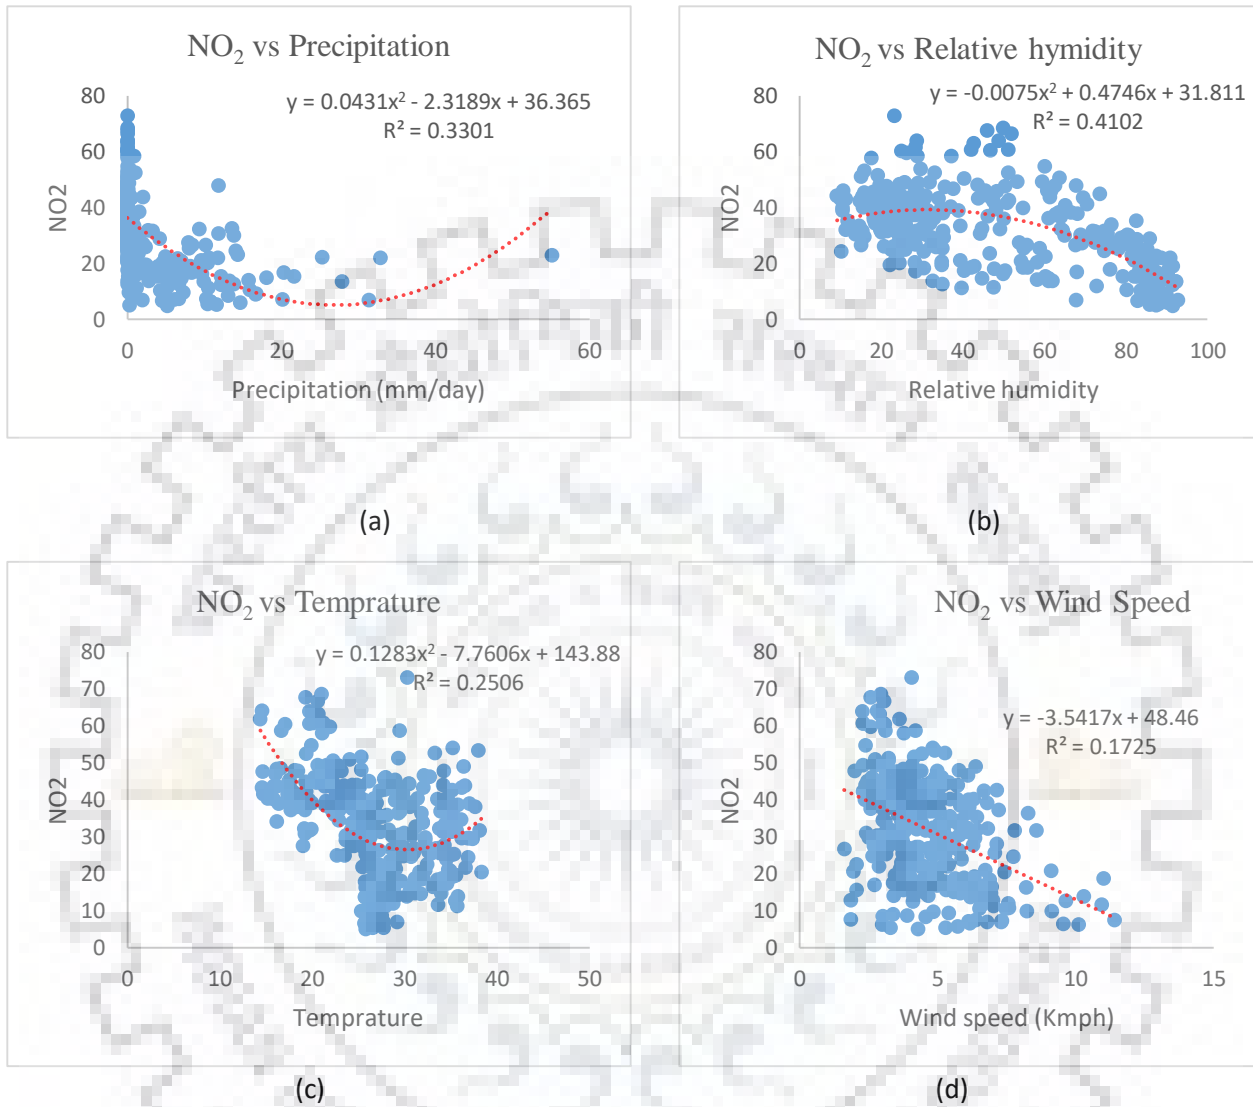 NO₂ vs Precipitation
y = 0.0431x² - 2.3189x + 36.365
R² = 0.3301
80
60
40
20
0
NO2
0 20 40 60
Precipitation (mm/day)
(a)
NO₂ vs Relative hymidity
y = -0.0075x² + 0.4746x + 31.811
R² = 0.4102
80
60
40
20
0
NO2
0 20 40 60 80 100
Relative humidity
(b)
NO₂ vs Temprature
y = 0.1283x² - 7.7606x + 143.88
R² = 0.2506
80
70
60
50
40
30
20
10
0
NO2
0 10 20 30 40 50
Temprature
(c)
NO₂ vs Wind Speed
y = -3.5417x + 48.46
R² = 0.1725
80
70
60
50
40
30
20
10
0
NO2
0 5 10 15
Wind speed (Kmph)
(d)